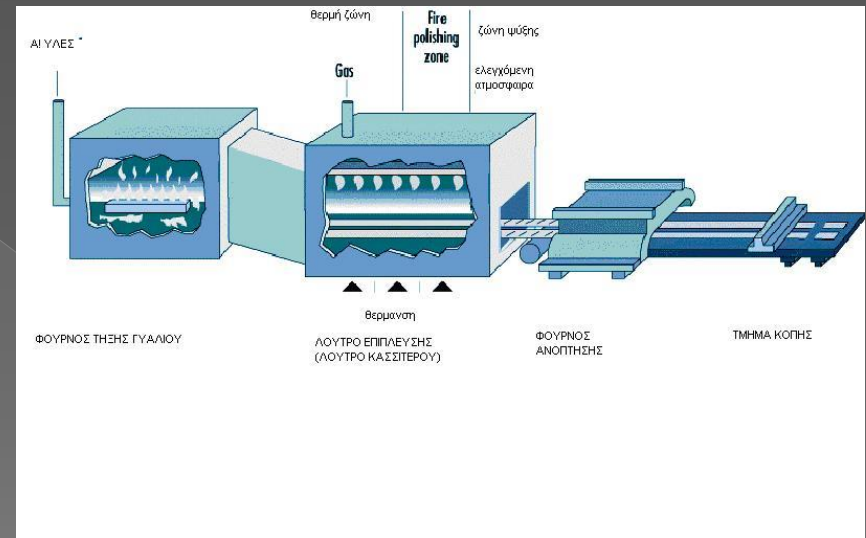 θερμή ζώνη
Fire
polishing
zone
ζώνη ψύξης
Α! ΥΛΕΣ
Gas
ελεγχόμενη
ατμοσφαιρα
θερμανση
ΦΟΥΡΝΟΣ ΤΗΞΗΣ ΓΥΑΛΙΟΥ
ΛΟΥΤΡΟ ΕΠΙΠΛΕΥΣΗΣ
(ΛΟΥΤΡΟ ΚΑΣΣΙΤΕΡΟΥ)
ΦΟΥΡΝΟΣ
ΑΝΟΠΤΗΣΗΣ
ΤΜΗΜΑ ΚΟΠΗΣ